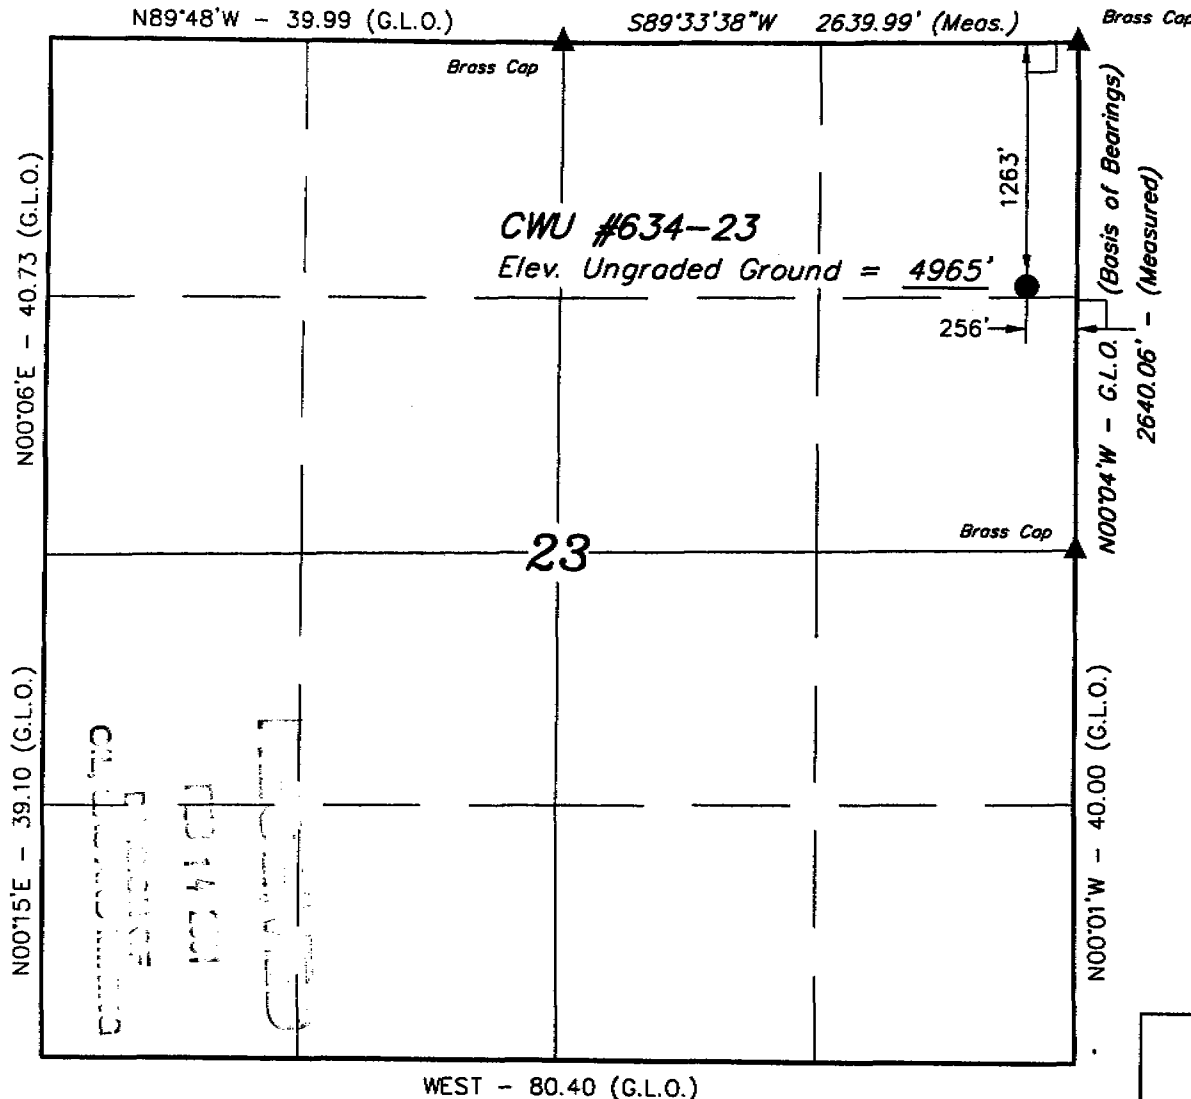 N89°48'W - 39.99 (G.L.O.)
S89°33'38"W 2639.99' (Meas.)
Brass Cap
Brass Cap
N00°06'E - 40.73 (G.L.O.)
1263'
N00°04'W - G.L.O. (Basis of Bearings)
2640.06' - (Measured)
CWU #634-23
Elev. Ungraded Ground = 4965'
256'
Brass Cap
23
N00°15'E - 39.10 (G.L.O.)
N00°01'W - 40.00 (G.L.O.)
WEST - 80.40 (G.L.O.)